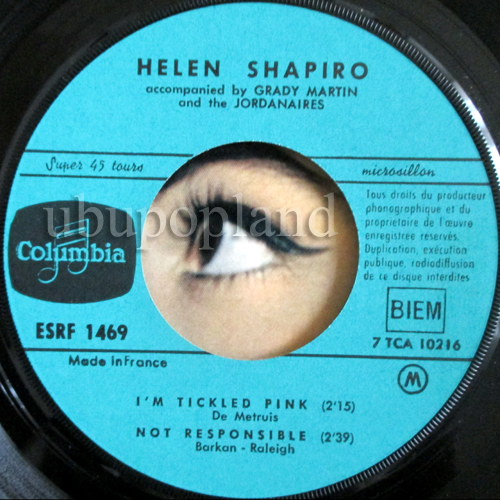 HELEN SHAPIRO
accompanied by GRADY MARTIN
and the JORDANAIRES
Super 45 tours
microsillon
ubupopland
Tous droits du producteur
phonographique et du
propriétaire de l'œuvre
enregistrée réservés.
Duplication, exécution
publique, radiodiffusion
de ce disque interdites
Columbia
BIEM
ESRF 1469
7 TCA 10216
Made in France
M
I'M TICKLED PINK (2'15)
De Metruis
NOT RESPONSIBLE (2'39)
Barkan - Raleigh